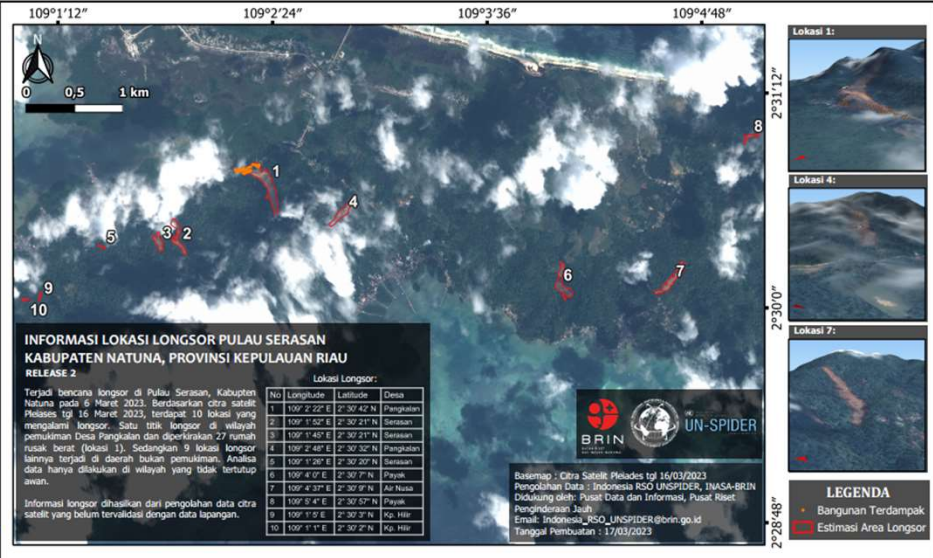 109°1′12″ 109°2′24″ 109°3′36″ 109°4′48″
N
0 0,5 1 km
1
2
3
4
5
6
7
8
9
10
2°31′12″
2°30′0″
2°28′48″
INFORMASI LOKASI LONGSOR PULAU SERASAN
KABUPATEN NATUNA, PROVINSI KEPULAUAN RIAU
RELEASE 2
Terjadi bencana longsor di Pulau Serasan, Kabupten
Natuna pada 6 Maret 2023. Berdasarkan citra satelit
Pleiases tgl 16 Maret 2023, terdapat 10 lokasi yang
mengalami longsor. Satu titik longsor di wilayah
pemukiman Desa Pangkalan dan diperkirakan 27 rumah
rusak berat (lokasi 1). Sedangkan 9 lokasi longsor
lainnya terjadi di daerah bukan pemukiman. Analisa
data hanya dilakukan di wilayah yang tidak tertutup
awan.
Informasi longsor dihasilkan dari pengolahan data citra
satelit yang belum tervalidasi dengan data lapangan.
Lokasi Longsor:
No Longitude Latitude Desa
1 109° 2' 22" E 2° 30' 42" N Pangkalan
2 109° 1' 52" E 2° 30' 21" N Serasan
3 109° 1' 45" E 2° 30' 21" N Serasan
4 109° 2' 48" E 2° 30' 32" N Pangkalan
5 109° 1' 26" E 2° 30' 20" N Serasan
6 109° 4' 0" E 2° 30' 7" N Payak
7 109° 4' 37" E 2° 30' 9" N Air Nusa
8 109° 5' 4" E 2° 30' 57" N Payak
9 109° 1' 5" E 2° 30' 3" N Kp. Hilir
10 109° 1' 1" E 2° 30' 2" N Kp. Hilir
BRIN
UN-SPIDER
Basemap : Citra Satelit Pleiades tgl 16/03/2023
Pengolahan Data : Indonesia RSO UNSPIDER, INASA-BRIN
Didukung oleh: Pusat Data dan Informasi, Pusat Riset
Penginderaan Jauh
Email: Indonesia_RSO_UNSPIDER@brin.go.id
Tanggal Pembuatan : 17/03/2023
Lokasi 1:
Lokasi 4:
Lokasi 7:
LEGENDA
Bangunan Terdampak
Estimasi Area Longsor